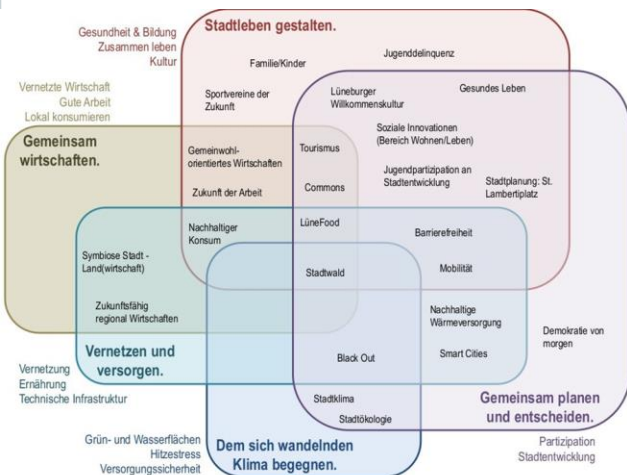 Stadtleben gestalten.
Gesundheit & Bildung
Zusammen leben
Kultur
Familie/Kinder
Jugenddelinquenz
Vernetzte Wirtschaft
Gute Arbeit
Lokal konsumieren
Sportvereine der
Zukunft
Lüneburger
Willkommenskultur
Gesundes Leben
Gemeinsam
wirtschaften.
Gemeinwohl-
orientiertes Wirtschaften
Tourismus
Soziale Innovationen
(Bereich Wohnen/Leben)
Zukunft der Arbeit
Commons
Jugendpartizipation an
Stadtentwicklung
Stadtplanung: St.
Lambertiplatz
Nachhaltiger
Konsum
LüneFood
Barrierefreiheit
Symbiose Stadt -
Land(wirtschaft)
Stadtwald
Mobilität
Zukunftsfähig
regional Wirtschaften
Nachhaltige
Wärmeversorgung
Demokratie von
morgen
Vernetzen und
versorgen.
Black Out
Smart Cities
Vernetzung
Ernährung
Technische Infrastruktur
Stadtklima
Stadtökologie
Gemeinsam planen
und entscheiden.
Grün- und Wasserflächen
Hitzestress
Versorgungssicherheit
Dem sich wandelnden
Klima begegnen.
Partizipation
Stadtentwicklung